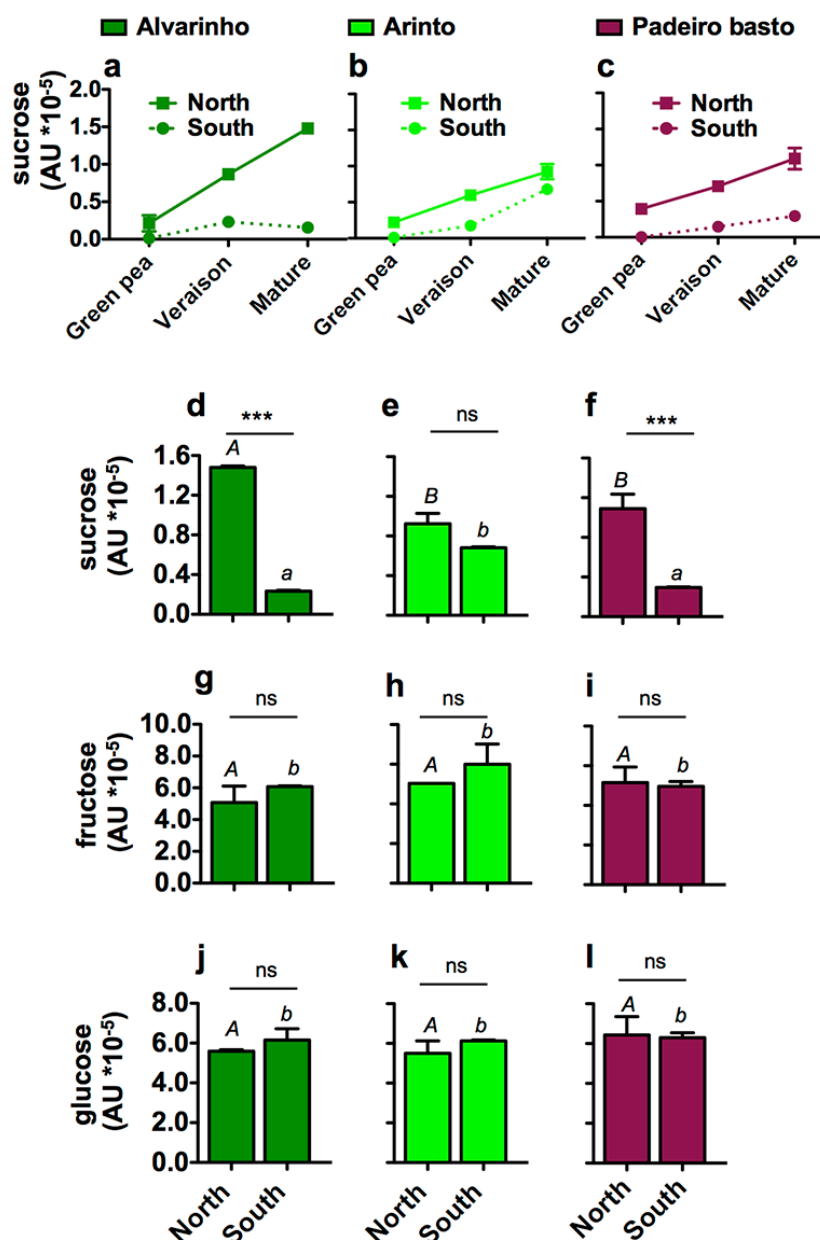 Alvarinho Arinto Padeiro basto
a b c
sucrose
(AU *10-5)
2.0
1.5
1.0
0.5
0.0
North
South
North
South
North
South
Green pea Veraison Mature Green pea Veraison Mature Green pea Veraison Mature
d e f
*** ns ***
sucrose
(AU *10-5)
1.6
1.2
0.8
0.4
0.0
A a B b B a
g h i
ns ns ns
fructose
(AU *10-5)
10.0
8.0
6.0
4.0
2.0
0.0
A b A b A b
j k l
ns ns ns
glucose
(AU *10-5)
8.0
6.0
4.0
2.0
0.0
A b A b A b
North South North South North South